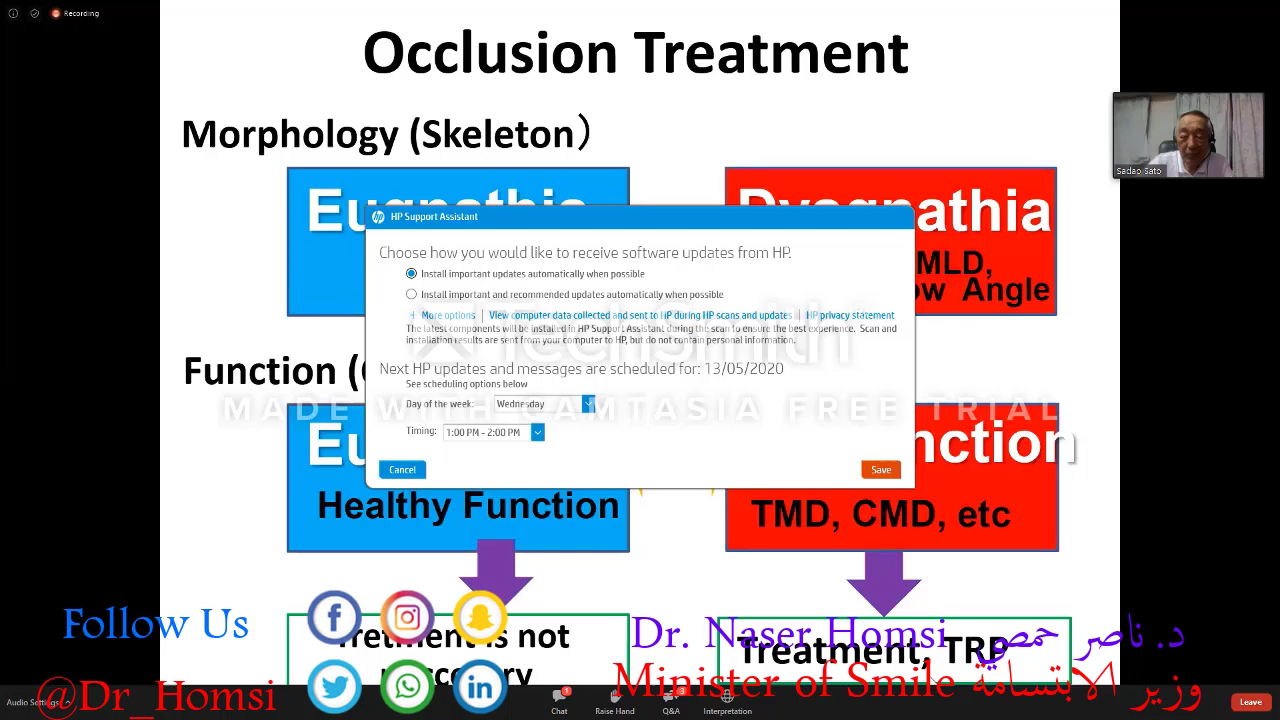 Recording
Occlusion Treatment
Morphology (Skeleton）
Sadao Sato
HP Support Assistant
Choose how you would like to receive software updates from HP.
Install important updates automatically when possible
Install important and recommended updates automatically when possible
+ More options | View computer data collected and sent to HP during HP scans and updates | HP privacy statement
The latest components will be installed in HP Support Assistant during the scan to ensure the best experience. Scan and
installation results are sent from your computer to HP, but do not contain personal information.
MLD,
Angle
TechSmith
Function (
Next HP updates and messages are scheduled for: 13/05/2020
See scheduling options below
Day of the week: Wednesday
MADE WITH CAMTASIA FREE TRIAL
Timing: 1:00 PM - 2:00 PM
Cancel
Save
Healthy Function
TMD, CMD, etc
Follow Us
is not
Dr. Naser Homsi د. ناصر حمصي
Treatment, TRP
@Dr_Homsi
Minister of Smile وزير الابتسامة
Audio Settings
Chat 1
Raise Hand
Q&A 3
Interpretation
Leave